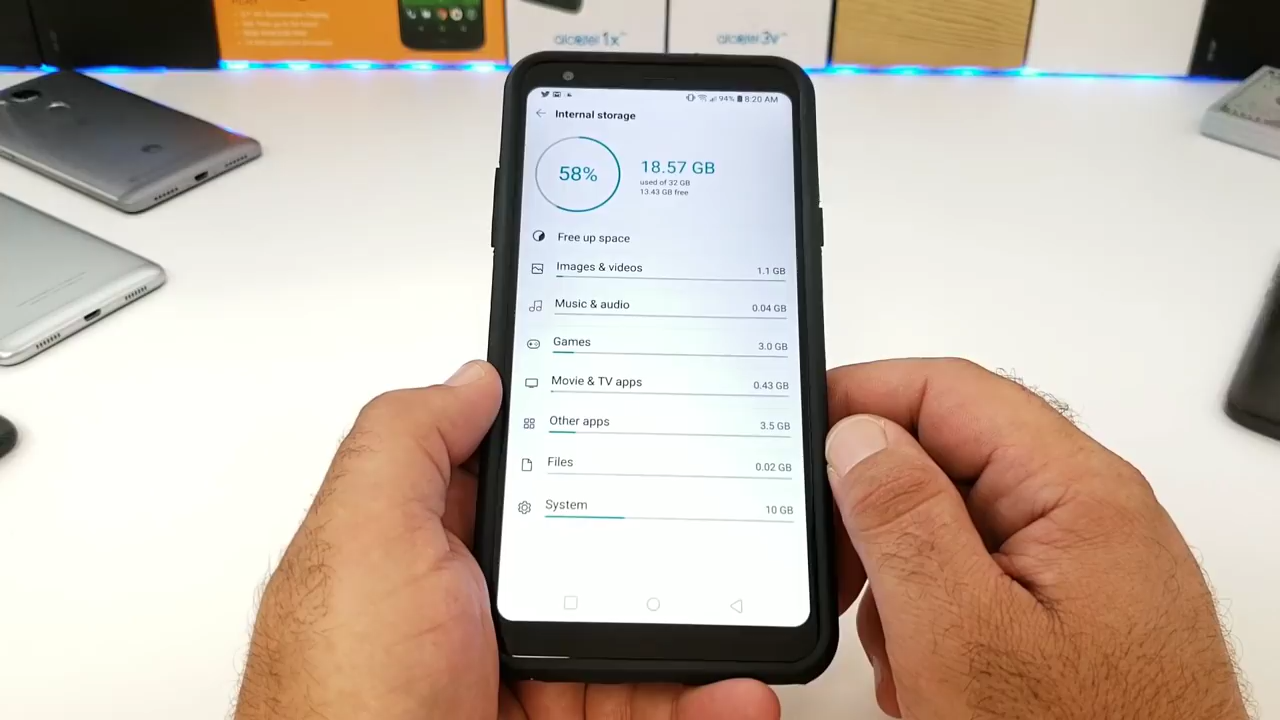 alcatel 1x
alcatel 3v
94% 8:20 AM
Internal storage
58%
18.57 GB
used of 32 GB
13.43 GB free
Free up space
Images & videos 1.1 GB
Music & audio 0.04 GB
Games 3.0 GB
Movie & TV apps 0.43 GB
Other apps 3.5 GB
Files 0.02 GB
System 10 GB